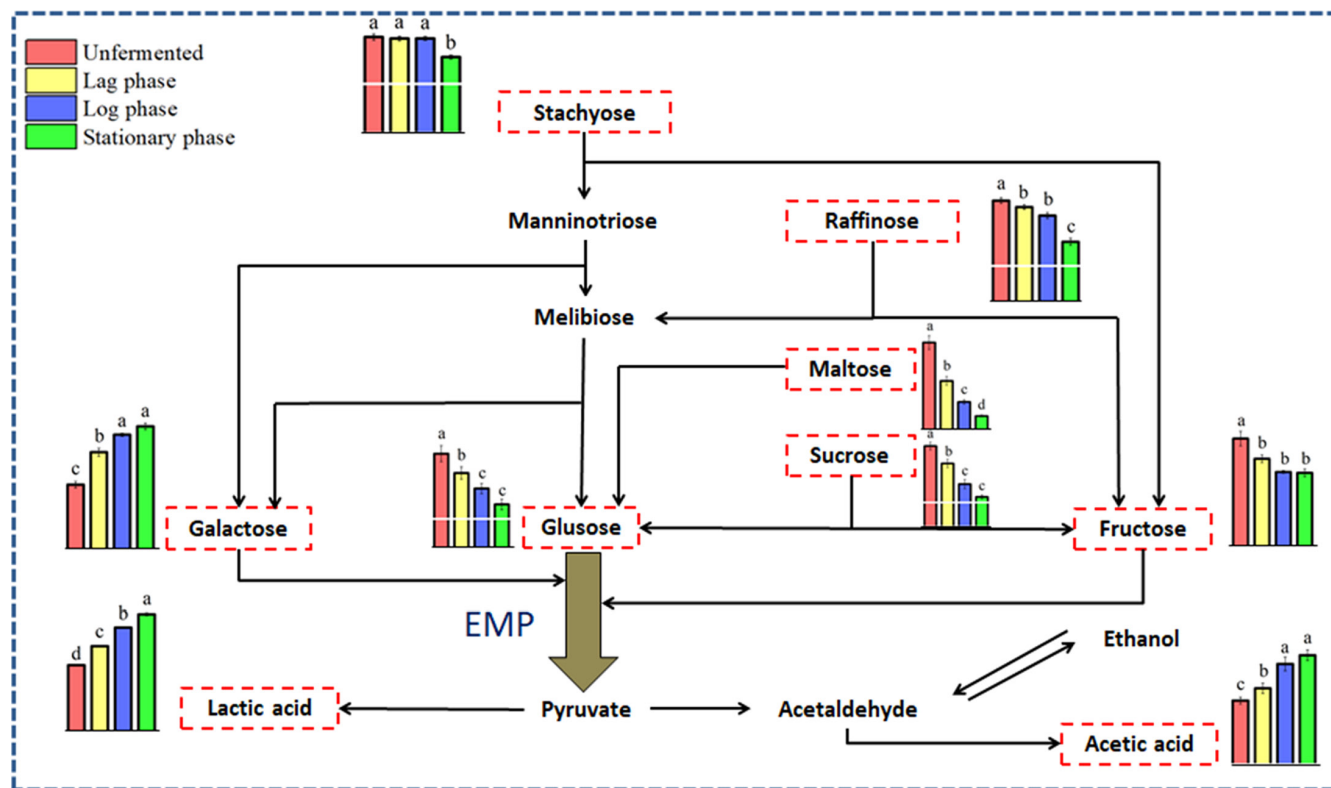 Unfermented
Lag phase
Log phase
Stationary phase
a a a b
Stachyose
Manninotriose
Raffinose
a b b c
Melibiose
Maltose
a b c d
Sucrose
a b c c
a b c c
c b a a
a b b b
Galactose
Glusose
Fructose
EMP
d c b a
Ethanol
Lactic acid
Pyruvate
Acetaldehyde
Acetic acid
c b a a